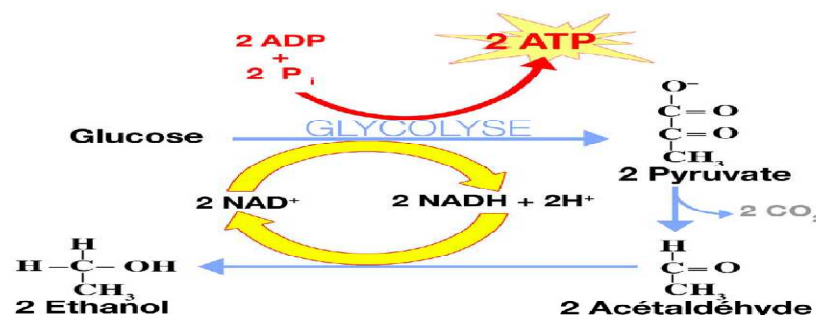 2 ADP
+
2 P i
2 ATP
O⁻
C = O
C = O
CH₃
Glucose
GLYCOLYSE
2 Pyruvate
2 NAD⁺
2 NADH + 2H⁺
2 CO₂
H
H – C – OH
CH₃
2 Ethanol
H
C = O
CH₃
2 Acétaldéhyde